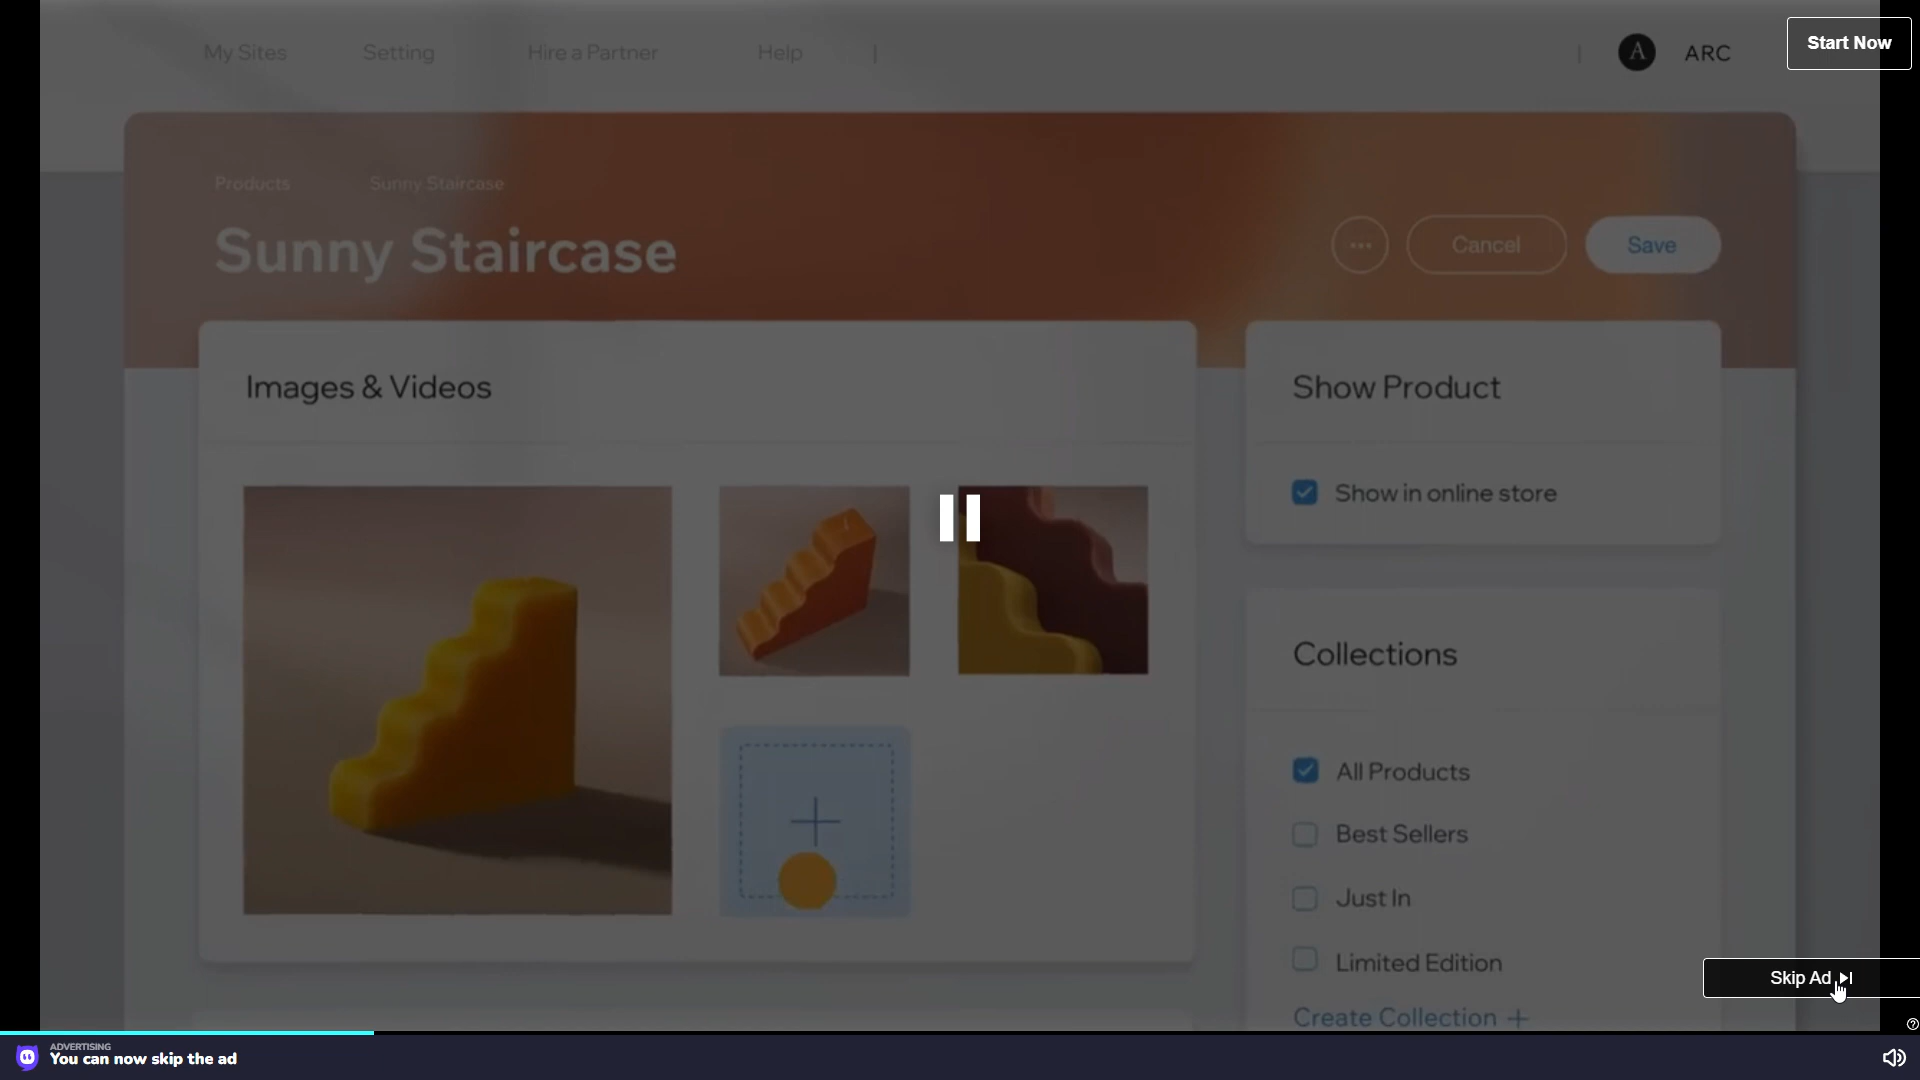 My Sites Setting Hire a Partner Help
A ARC
Start Now
Products Sunny Staircase
Sunny Staircase
... Cancel Save
Images & Videos
Show Product
Show in online store
Collections
All Products
Best Sellers
Just In
Limited Edition
Create Collection +
Skip Ad
ADVERTISING
You can now skip the ad